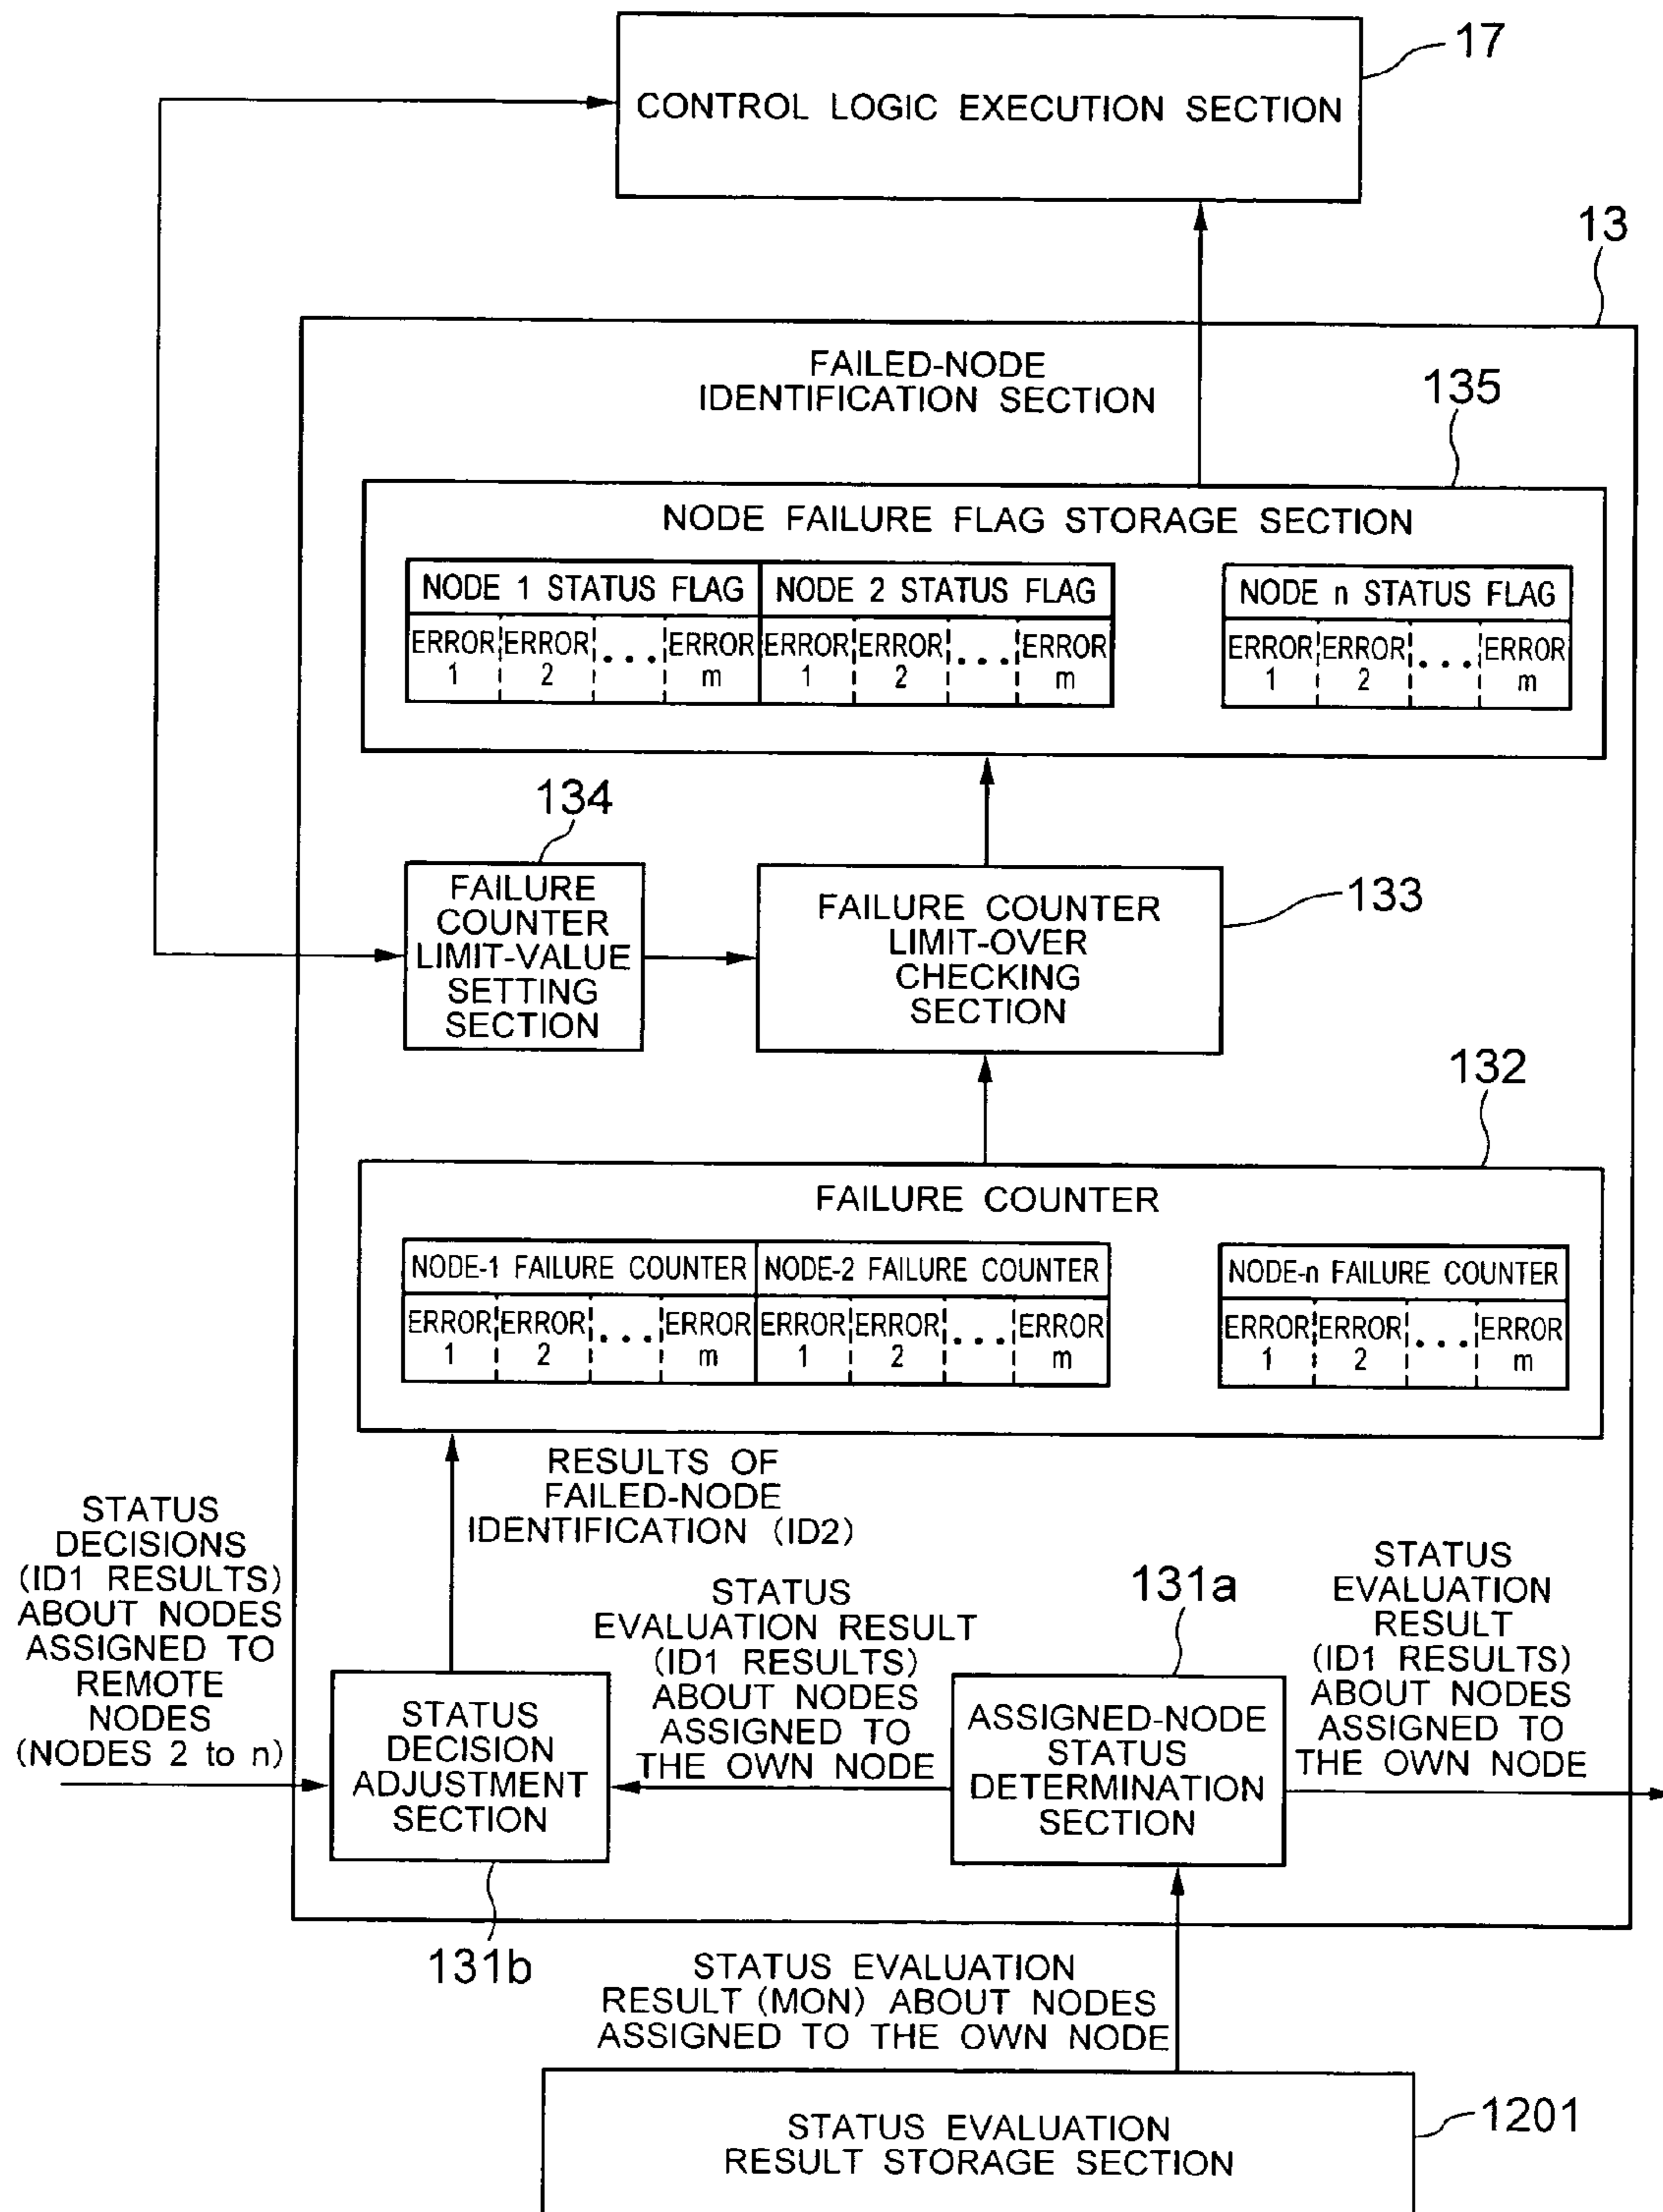 17
CONTROL LOGIC EXECUTION SECTION
13
FAILED-NODE
IDENTIFICATION SECTION
135
NODE FAILURE FLAG STORAGE SECTION
NODE 1 STATUS FLAG
ERROR 1
ERROR 2
...
ERROR m
NODE 2 STATUS FLAG
ERROR 1
ERROR 2
...
ERROR m
NODE n STATUS FLAG
ERROR 1
ERROR 2
...
ERROR m
134
FAILURE
COUNTER
LIMIT-VALUE
SETTING
SECTION
133
FAILURE COUNTER
LIMIT-OVER
CHECKING
SECTION
132
FAILURE COUNTER
NODE-1 FAILURE COUNTER
ERROR 1
ERROR 2
...
ERROR m
NODE-2 FAILURE COUNTER
ERROR 1
ERROR 2
...
ERROR m
NODE-n FAILURE COUNTER
ERROR 1
ERROR 2
...
ERROR m
RESULTS OF
FAILED-NODE
IDENTIFICATION (ID2)
STATUS
DECISIONS
(ID1 RESULTS)
ABOUT NODES
ASSIGNED TO
REMOTE
NODES
(NODES 2 to n)
STATUS
EVALUATION RESULT
(ID1 RESULTS)
ABOUT NODES
ASSIGNED TO
THE OWN NODE
131a
STATUS
EVALUATION
RESULT
(ID1 RESULTS)
ABOUT NODES
ASSIGNED TO
THE OWN NODE
STATUS
DECISION
ADJUSTMENT
SECTION
ASSIGNED-NODE
STATUS
DETERMINATION
SECTION
131b
STATUS EVALUATION
RESULT (MON) ABOUT NODES
ASSIGNED TO THE OWN NODE
1201
STATUS EVALUATION
RESULT STORAGE SECTION